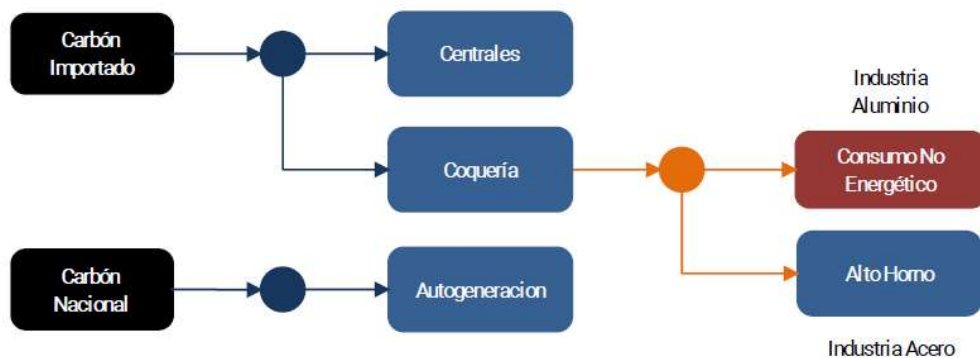 Carbón
Importado
Centrales
Industria
Aluminio
Coquería
Consumo No
Energético
Carbón
Nacional
Autogeneracion
Alto Horno
Industria Acero